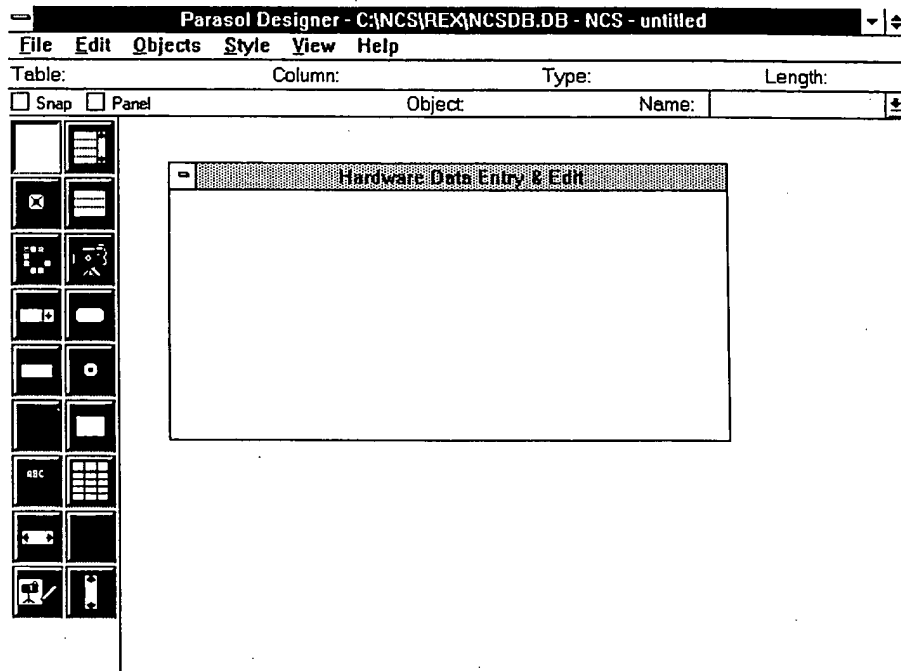 Parasol Designer - C:\NCS\REX\NCSDB.DB - NCS - untitled
File Edit Objects Style View Help
Table: Column: Type: Length:
Snap Panel Object: Name:
Hardware Data Entry & Edit
ABC